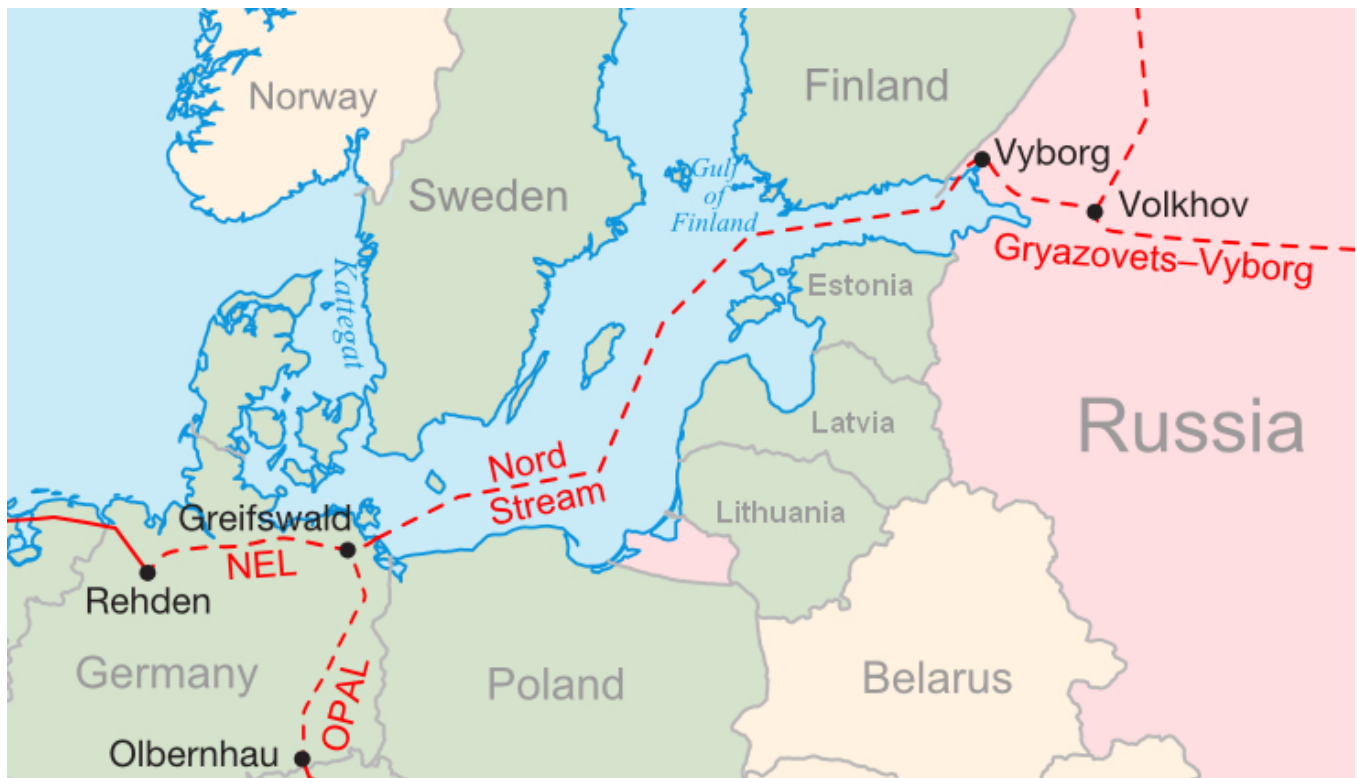 Norway
Finland
Sweden
Gulf
of
Finland
Vyborg
Volkhov
Gryazovets–Vyborg
Kattegat
Estonia
Russia
Latvia
Nord
Stream
Lithuania
Greifswald
NEL
Rehden
Germany
OPAL
Poland
Belarus
Olbernhau